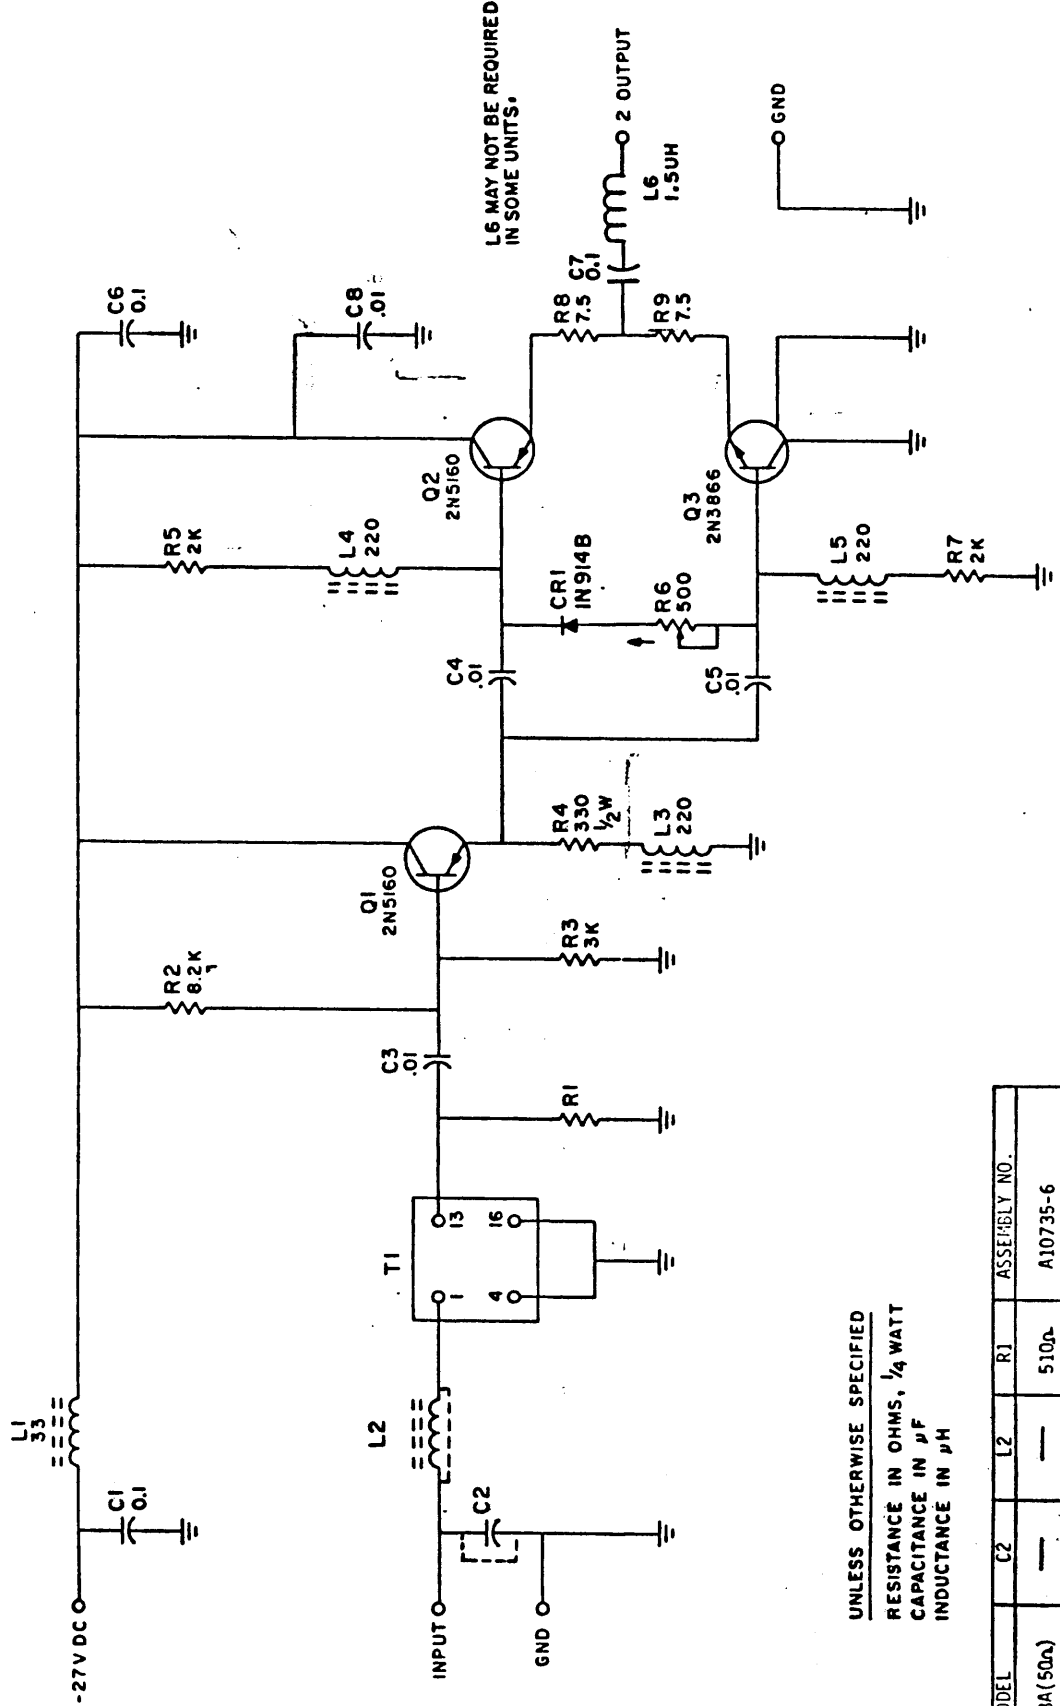 L6 MAY NOT BE REQUIRED
IN SOME UNITS.
-27VDC
C1
0.1
L1
33
R2
8.2K
R5
2K
L4
220
C6
0.1
C8
.01
INPUT
GND
C2
L2
T1
1
13
4
16
R1
C3
.01
R3
3K
Q1
2N5160
R4
330
1/2W
L3
220
C4
.01
C5
.01
CR1
IN914B
R6
500
Q2
2N5160
Q3
2N3866
L5
220
R7
2K
R8
7.5
R9
7.5
C7
0.1
L6
1.5UH
2 OUTPUT
GND
UNLESS OTHERWISE SPECIFIED
RESISTANCE IN OHMS, 1/4 WATT
CAPACITANCE IN µF
INDUCTANCE IN µH
C2 L2 R1 ASSEMBLY NO.
(50Ω) — — 510Ω A10735-6